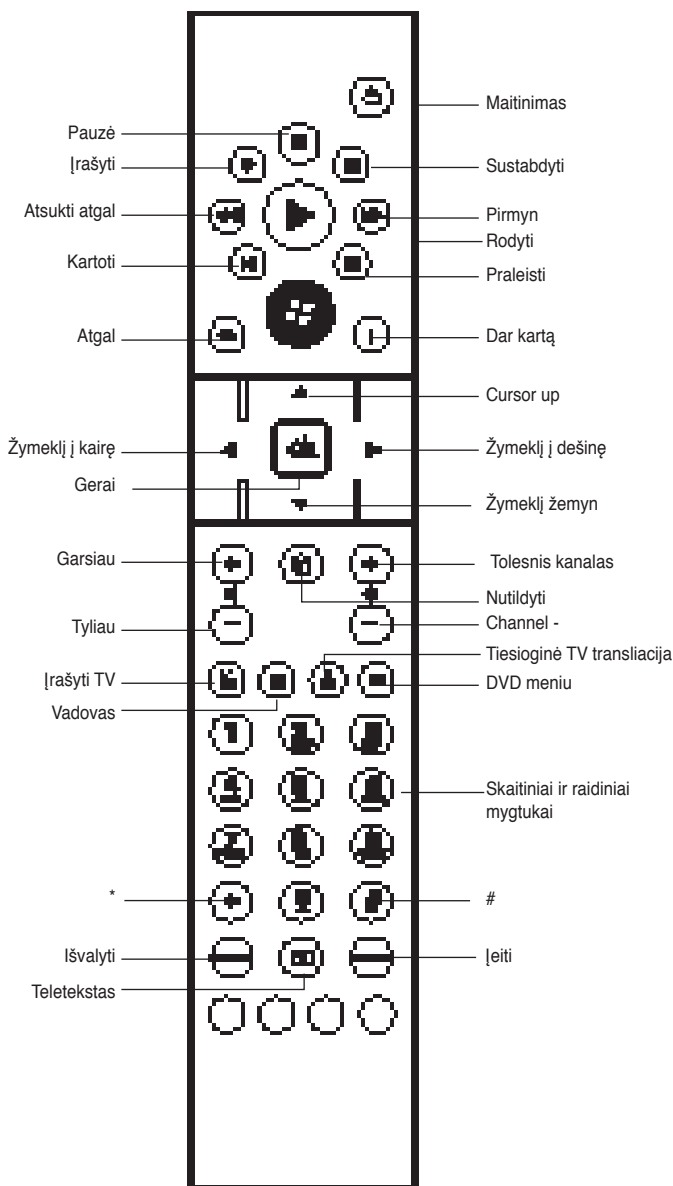 Maitinimas
Pauzė
Įrašyti
Sustabdyti
Atsukti atgal
Pirmyn
Rodyti
Kartoti
Praleisti
Atgal
Dar kartą
Cursor up
Žymeklį į kairę
Žymeklį į dešinę
Gerai
Žymeklį žemyn
Garsiau
Tolesnis kanalas
Nutildyti
Tyliau
Channel -
Tiesioginė TV transliacija
Įrašyti TV
DVD meniu
Vadovas
Skaitiniai ir raidiniai
mygtukai
*
#
Išvalyti
Įeiti
Teletekstas